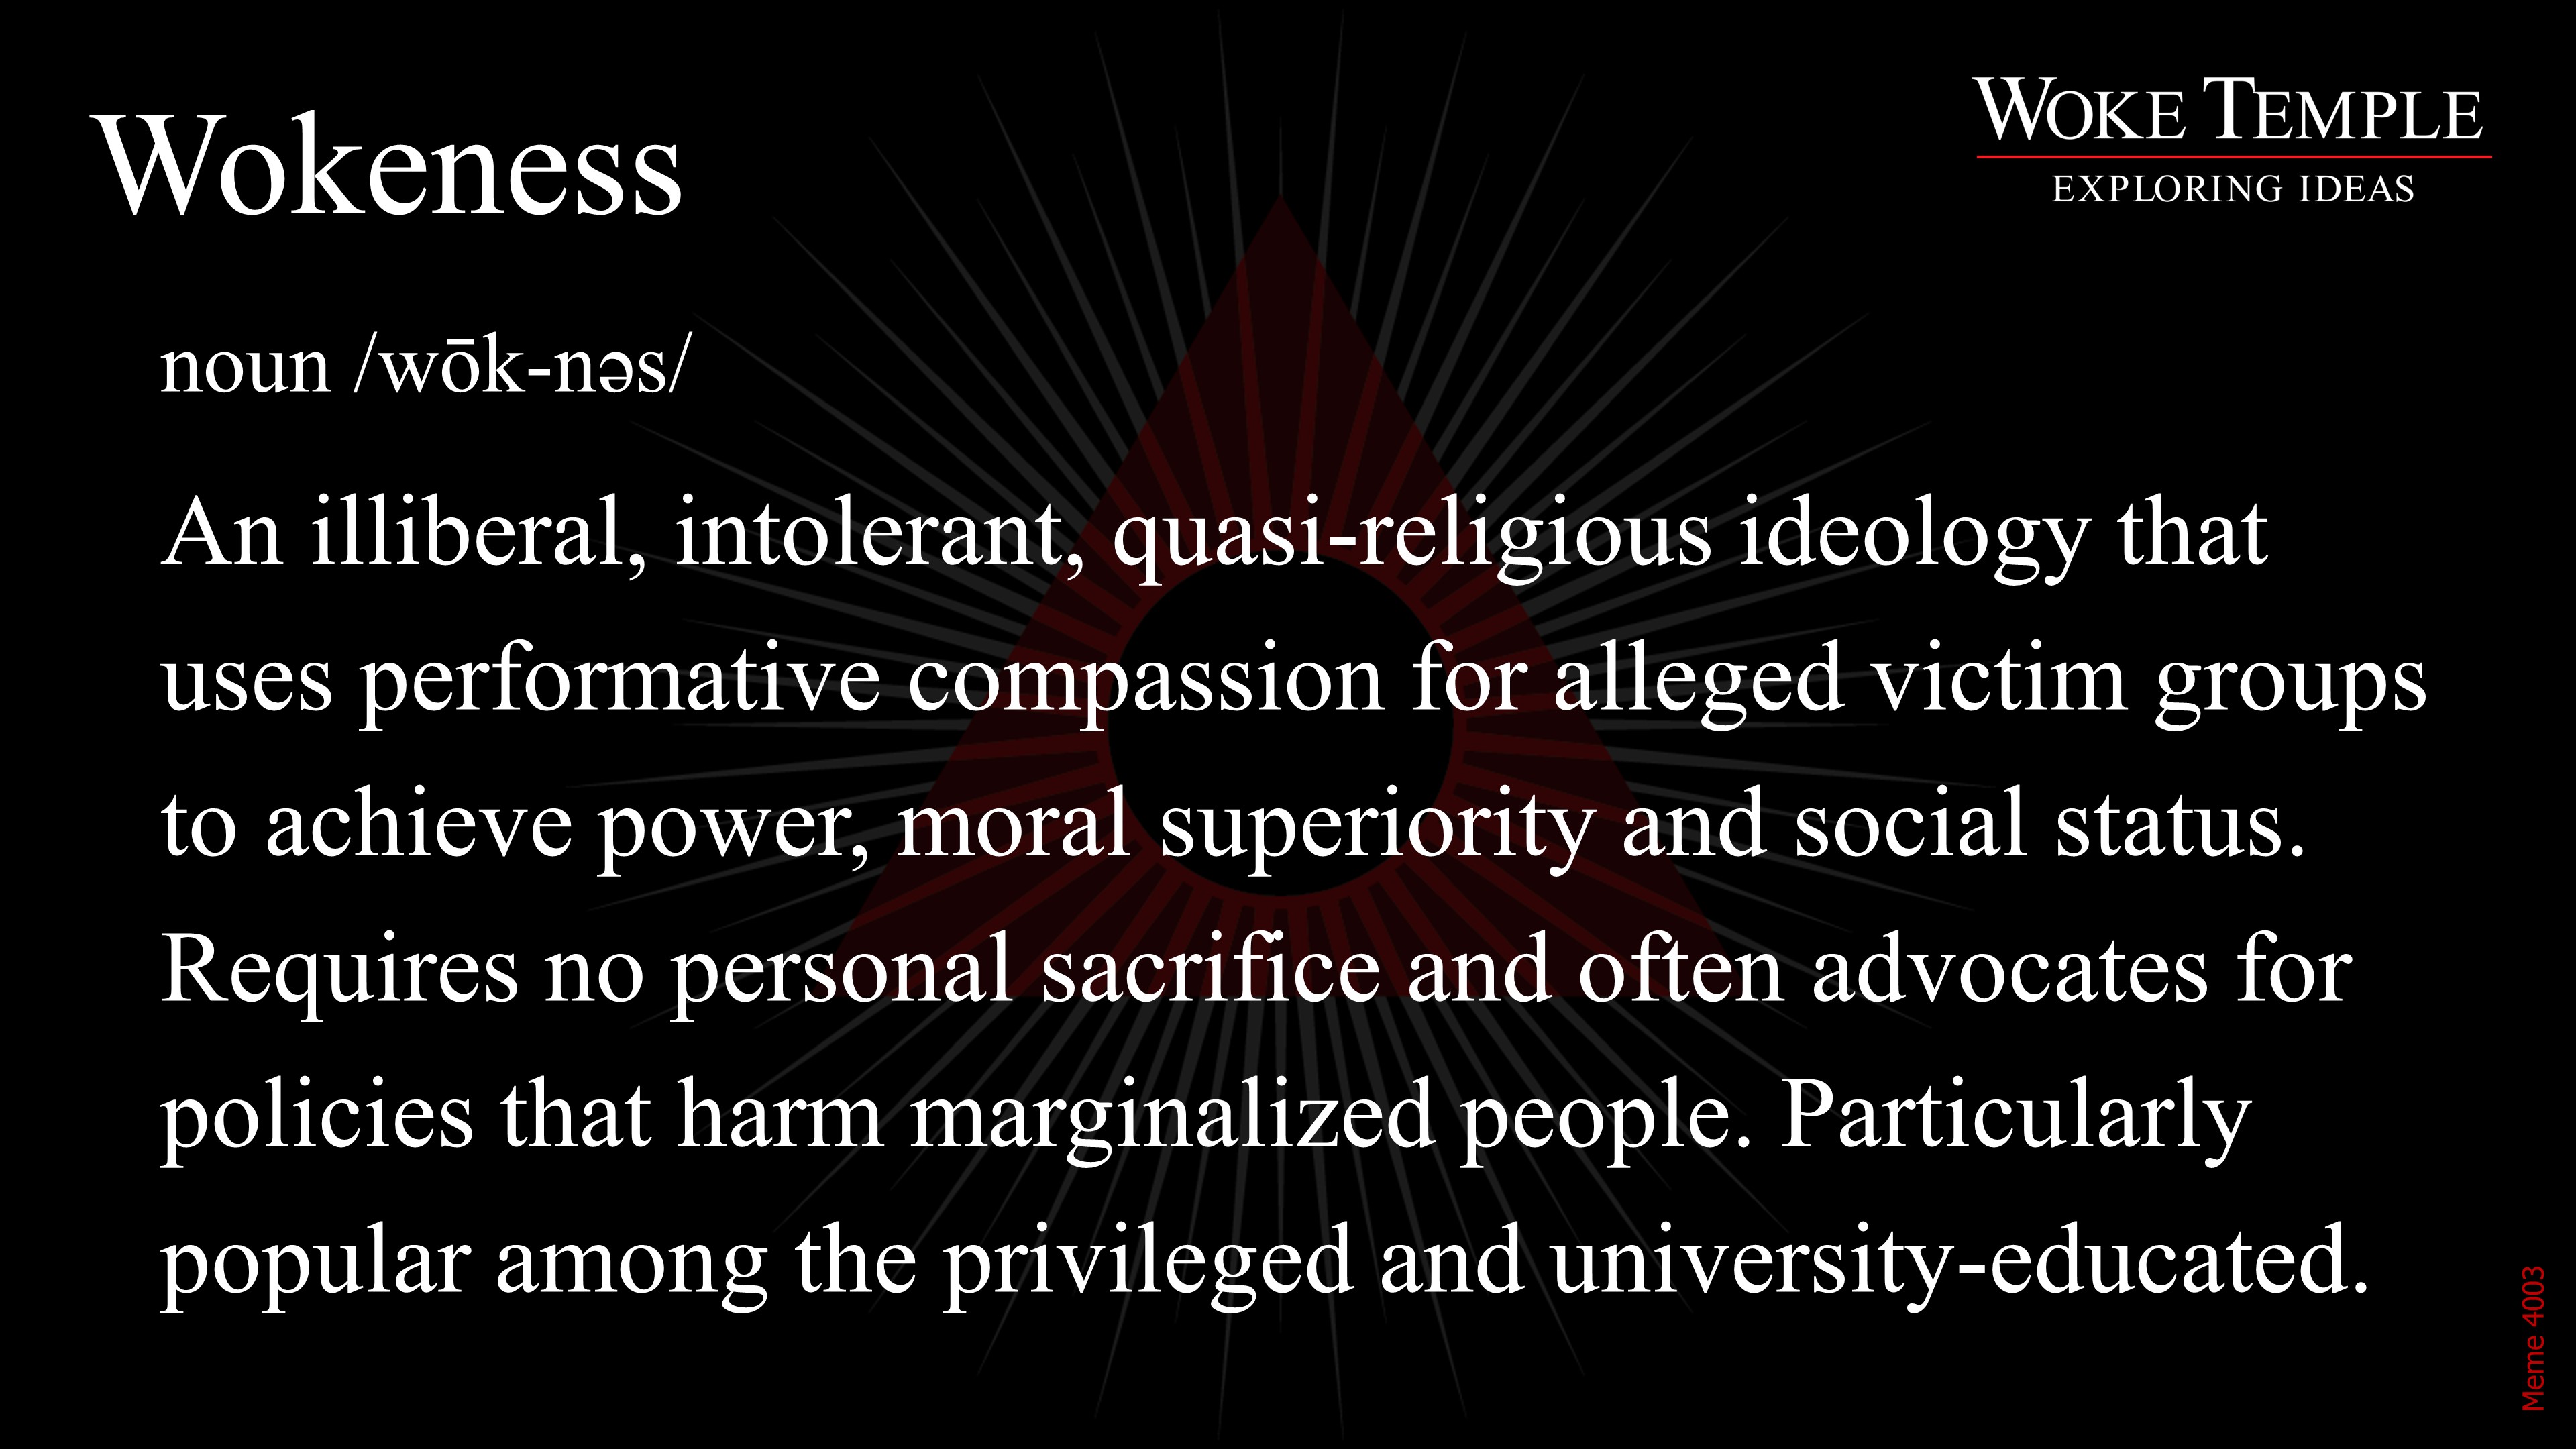 Wokeness
WOKE TEMPLE
EXPLORING IDEAS
noun /wōk-nəs/
An illiberal, intolerant, quasi-religious ideology that
uses performative compassion for alleged victim groups
to achieve power, moral superiority and social status.
Requires no personal sacrifice and often advocates for
policies that harm marginalized people. Particularly
popular among the privileged and university-educated.
Meme 4003